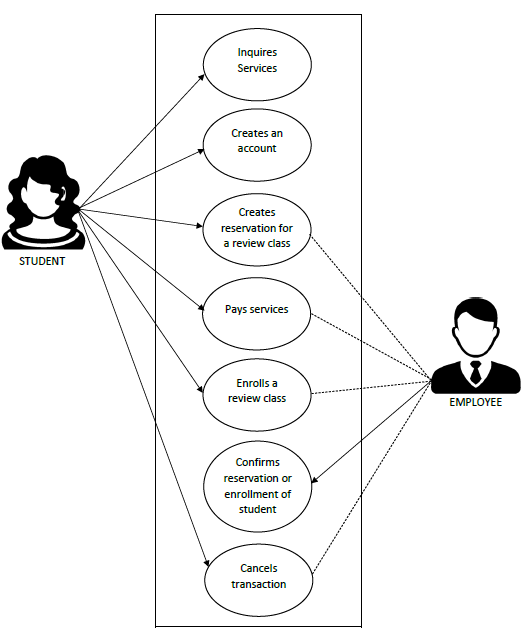 Inquires
Services
Creates an
account
Creates
reservation for
a review class
STUDENT
Pays services
Enrolls a
review class
EMPLOYEE
Confirms
reservation or
enrollment of
student
Cancels
transaction